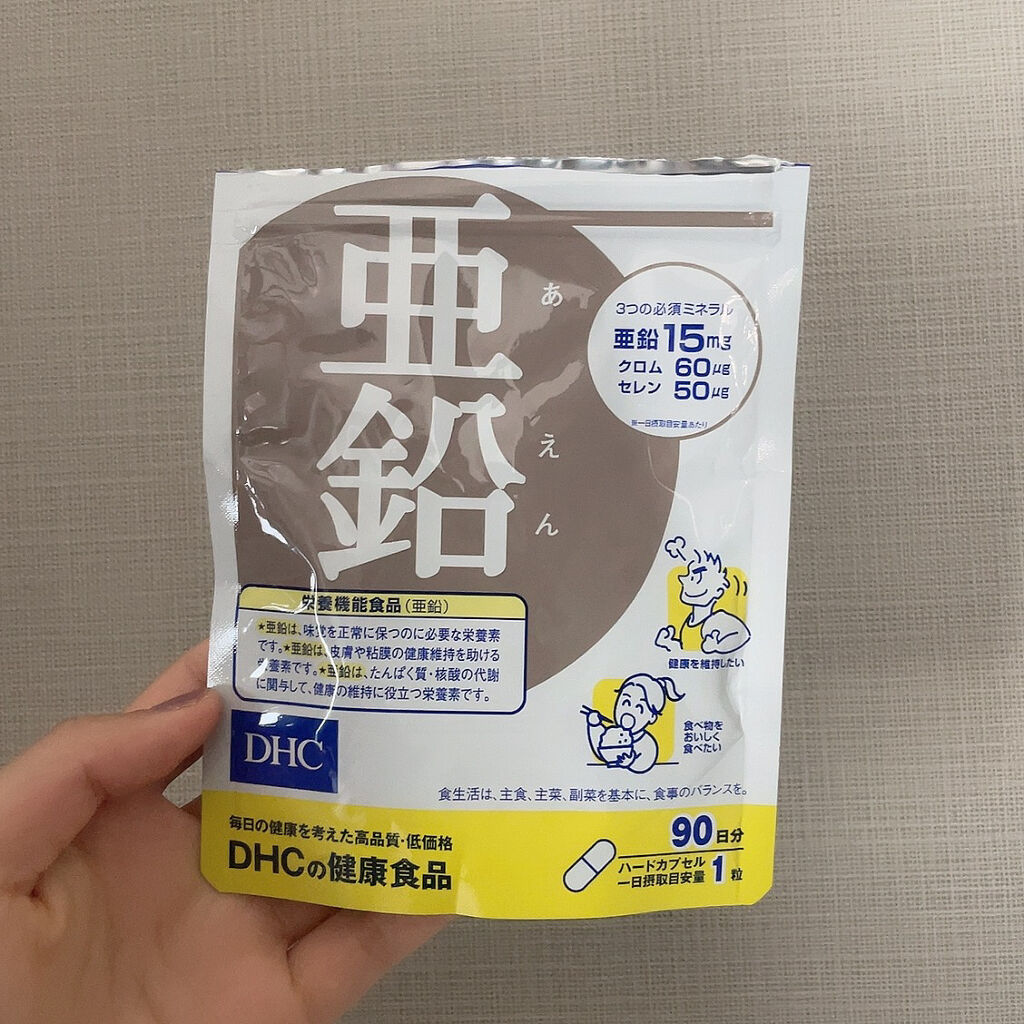 亜鉛
あえん
3つの必須ミネラル
亜鉛 15mg
クロム 60μg
セレン 50μg
※一日摂取目安量あたり
栄養機能食品(亜鉛)
★亜鉛は、味覚を正常に保つのに必要な栄養素
です。★亜鉛は、皮膚や粘膜の健康維持を助ける
栄養素です。★亜鉛は、たんぱく質・核酸の代謝
に関与して、健康の維持に役立つ栄養素です。
健康を維持したい
食べ物を
おいしく
食べたい
DHC
食生活は、主食、主菜、副菜を基本に、食事のバランスを。
毎日の健康を考えた高品質・低価格
DHCの健康食品
90日分
ハードカプセル
一日摂取目安量 1粒